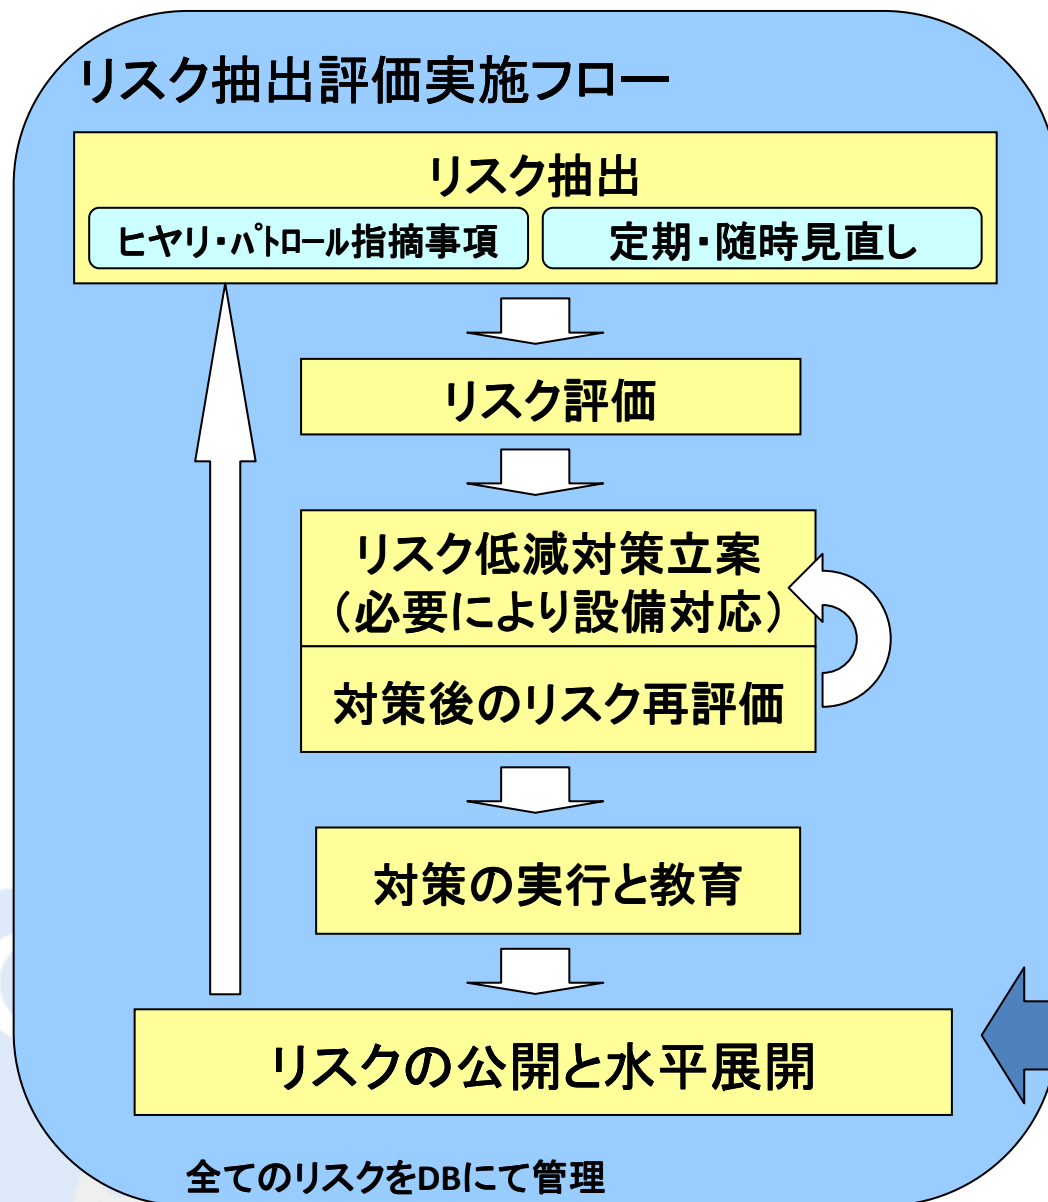 リスク抽出評価実施フロー
リスク抽出
ヒヤリ・ﾊﾟﾄﾛｰﾙ指摘事項
定期・随時見直し
リスク評価
リスク低減対策立案
（必要により設備対応）
対策後のリスク再評価
対策の実行と教育
リスクの公開と水平展開
全てのリスクをDBにて管理